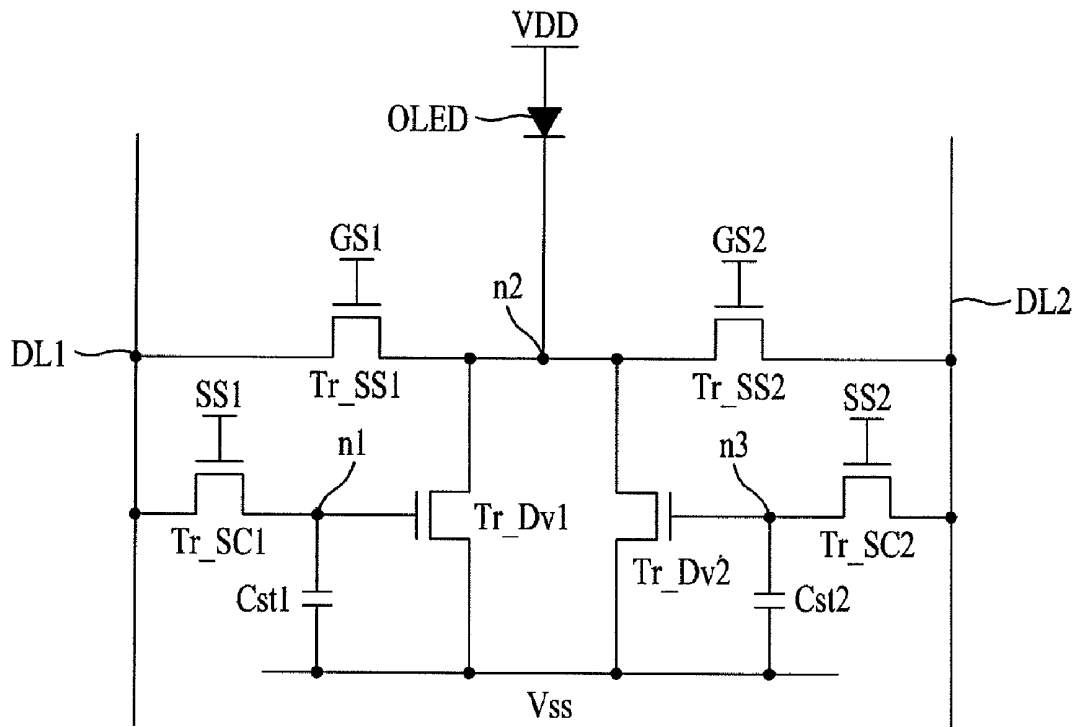 VDD
OLED
GS1
GS2
n2
DL2
DL1
Tr_SS1
Tr_SS2
SS1
SS2
n1
n3
Tr_Dv1
Tr_SC1
Tr_SC2
Tr_Dv2
Cst1
Cst2
Vss